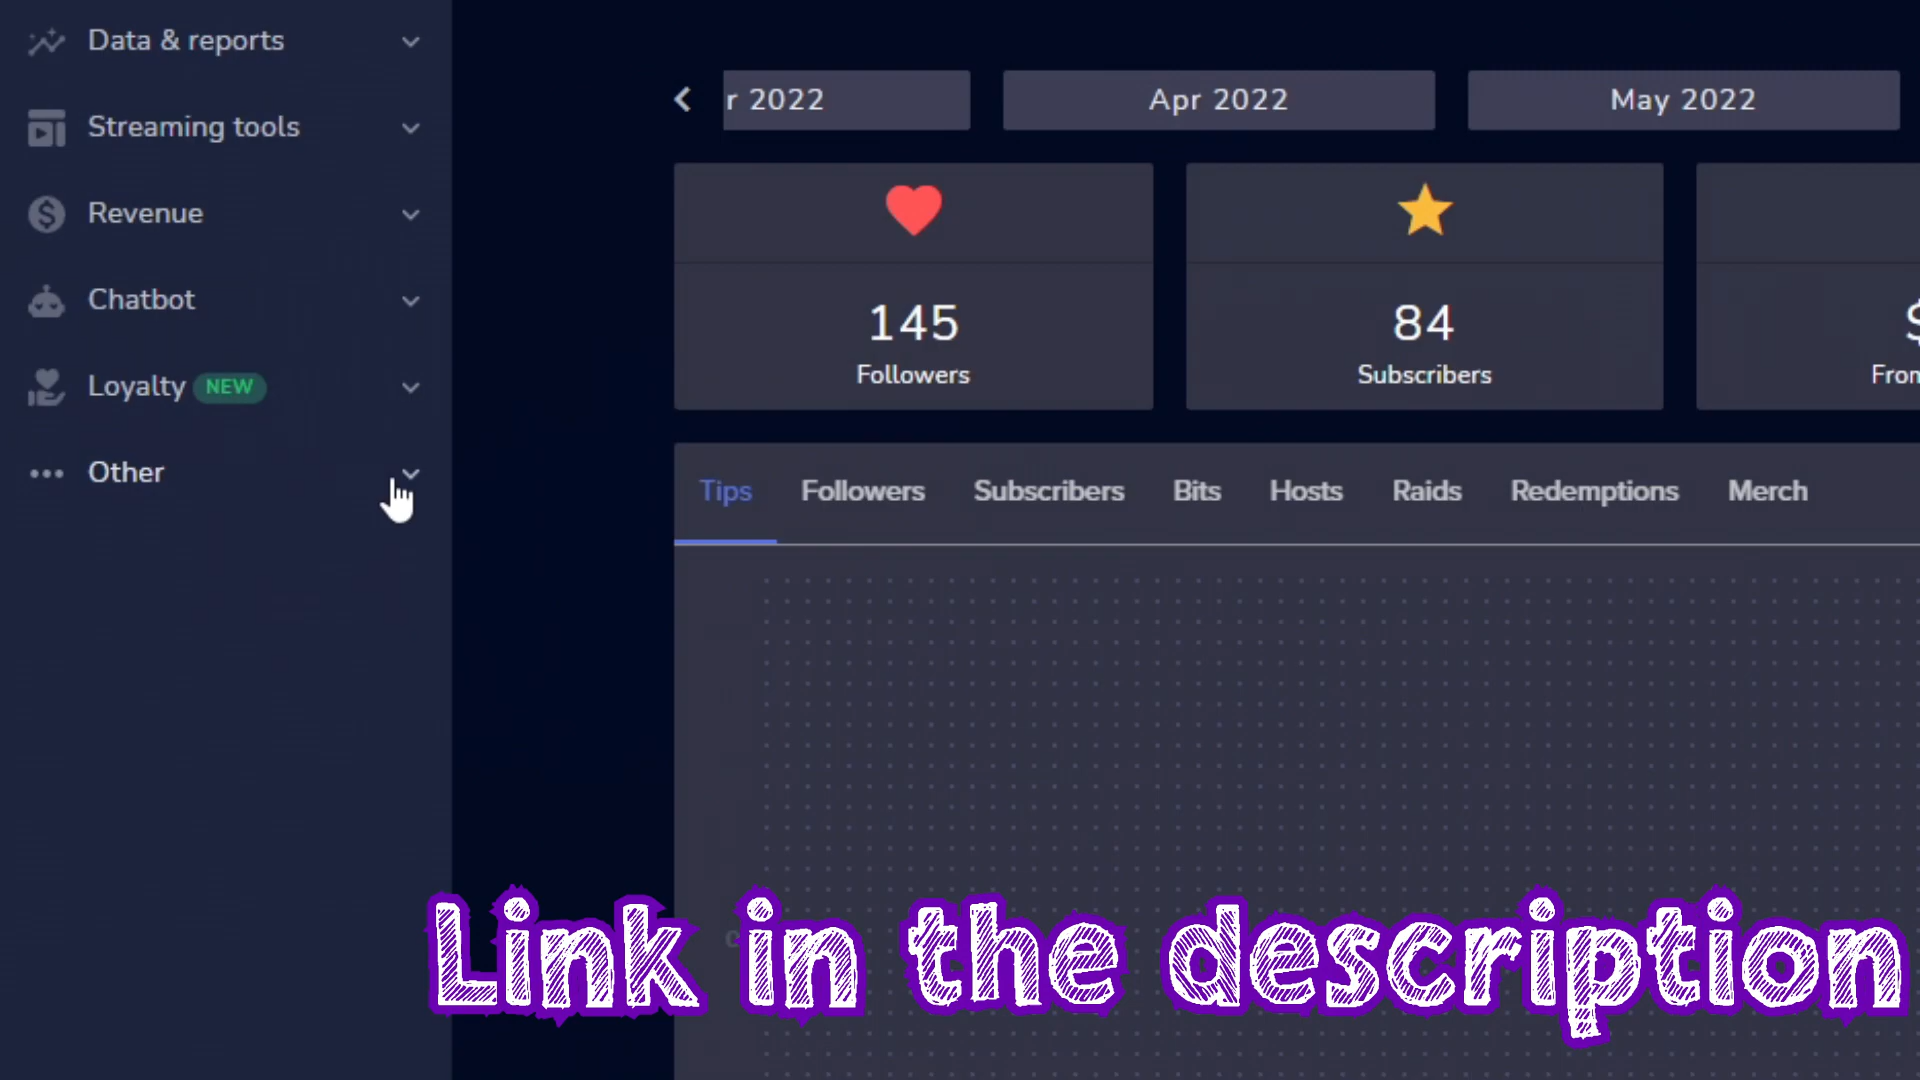 Data & reports
Streaming tools
Revenue
Chatbot
Loyalty NEW
Other
r 2022
Apr 2022
May 2022
145
Followers
84
Subscribers
$
From
Tips
Followers
Subscribers
Bits
Hosts
Raids
Redemptions
Merch
Link in the description